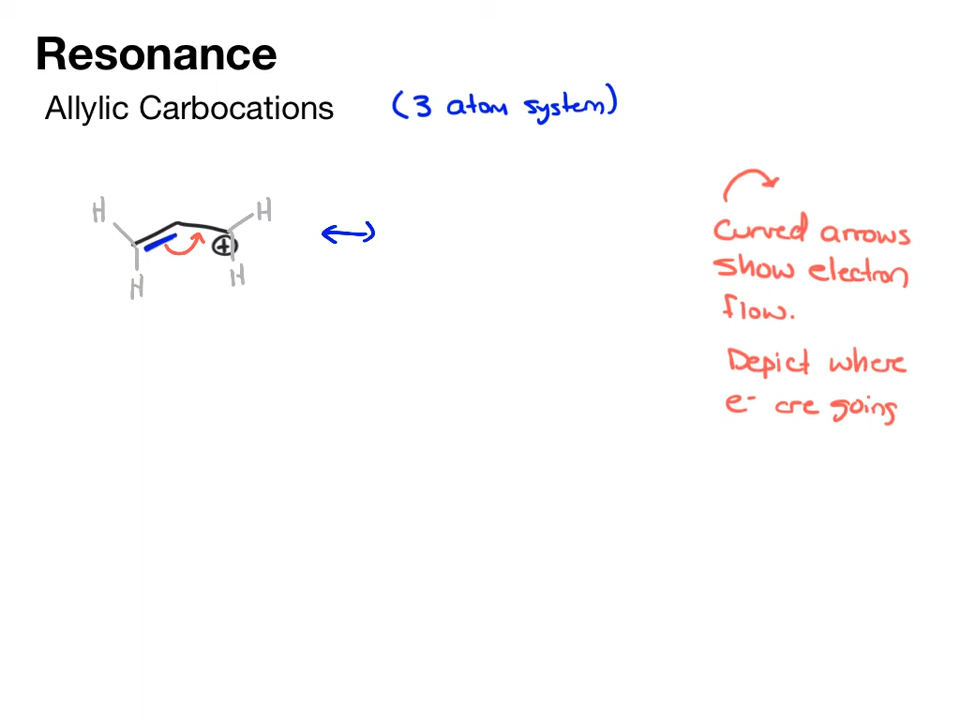 Resonance
Allylic Carbocations (3 atom system)
H H
+
H H
Curved arrows
show electron
flow.
Depict where
e- are going